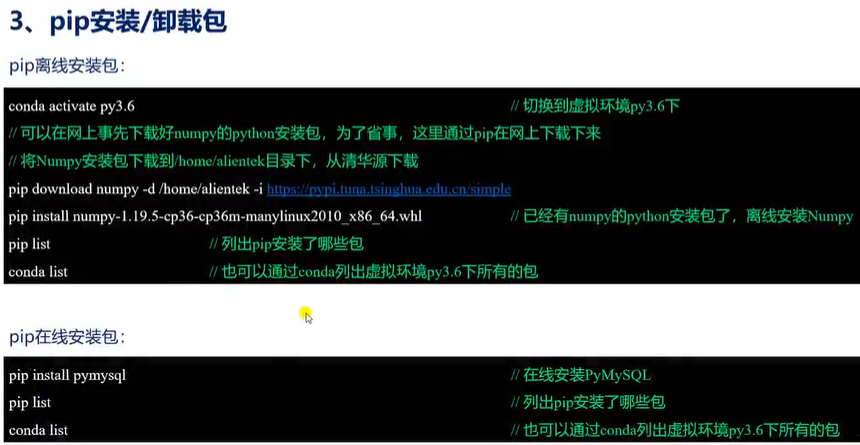 3、pip安装/卸载包
pip离线安装包：
conda activate py3.6 // 切换到虚拟环境py3.6下
// 可以在网上事先下载好numpy的python安装包，为了省事，这里通过pip在网上下载下来
// 将Numpy安装包下载到/home/alientek目录下，从清华源下载
pip download numpy -d /home/alientek -i https://pypi.tuna.tsinghua.edu.cn/simple
pip install numpy-1.19.5-cp36-cp36m-manylinux2010_x86_64.whl // 已经有numpy的python安装包了，离线安装Numpy
pip list // 列出pip安装了哪些包
conda list // 也可以通过conda列出虚拟环境py3.6下所有的包
pip在线安装包：
pip install pymysql // 在线安装PyMySQL
pip list // 列出pip安装了哪些包
conda list // 也可以通过conda列出虚拟环境py3.6下所有的包